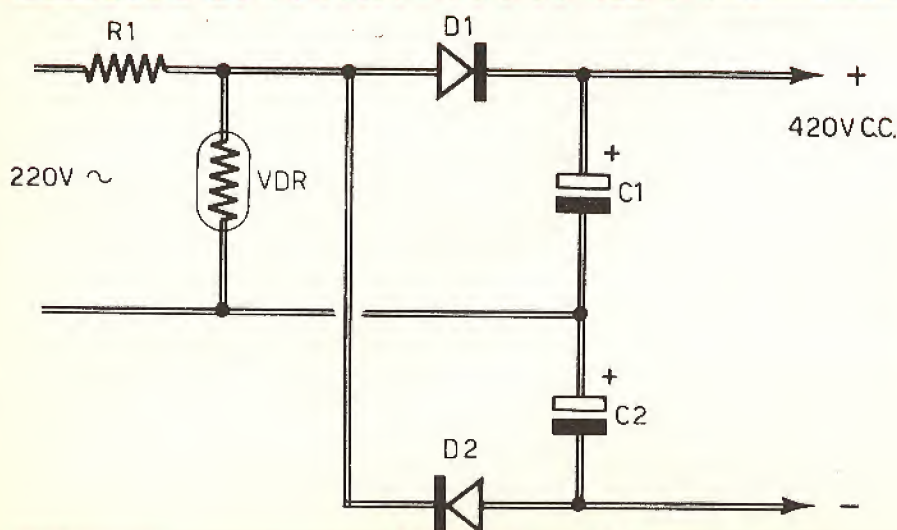 R1
D1
+
420V C.C.
220V ~
VDR
+
C1
+
C2
D2
-